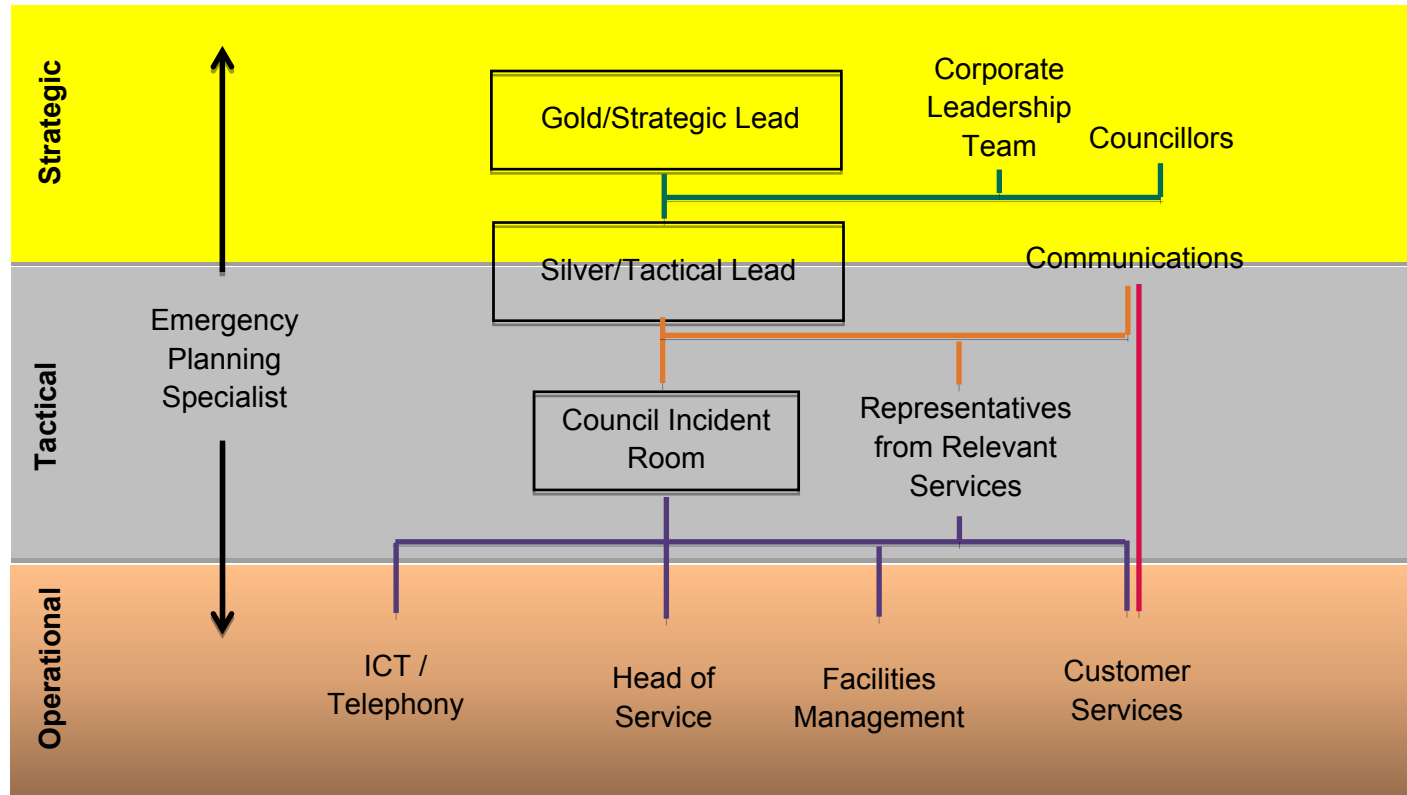 Strategic
Gold/Strategic Lead
Corporate
Leadership
Team
Councillors
Silver/Tactical Lead
Communications
Tactical
Emergency
Planning
Specialist
Council Incident
Room
Representatives
from Relevant
Services
Operational
ICT /
Telephony
Head of
Service
Facilities
Management
Customer
Services